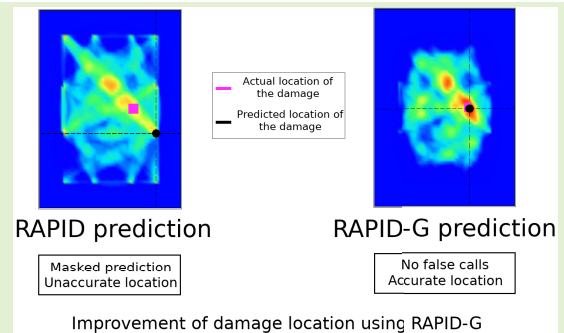 Actual location of
the damage
Predicted location of
the damage
RAPID prediction
RAPID-G prediction
Masked prediction
Unaccurate location
No false calls
Accurate location
Improvement of damage location using RAPID-G